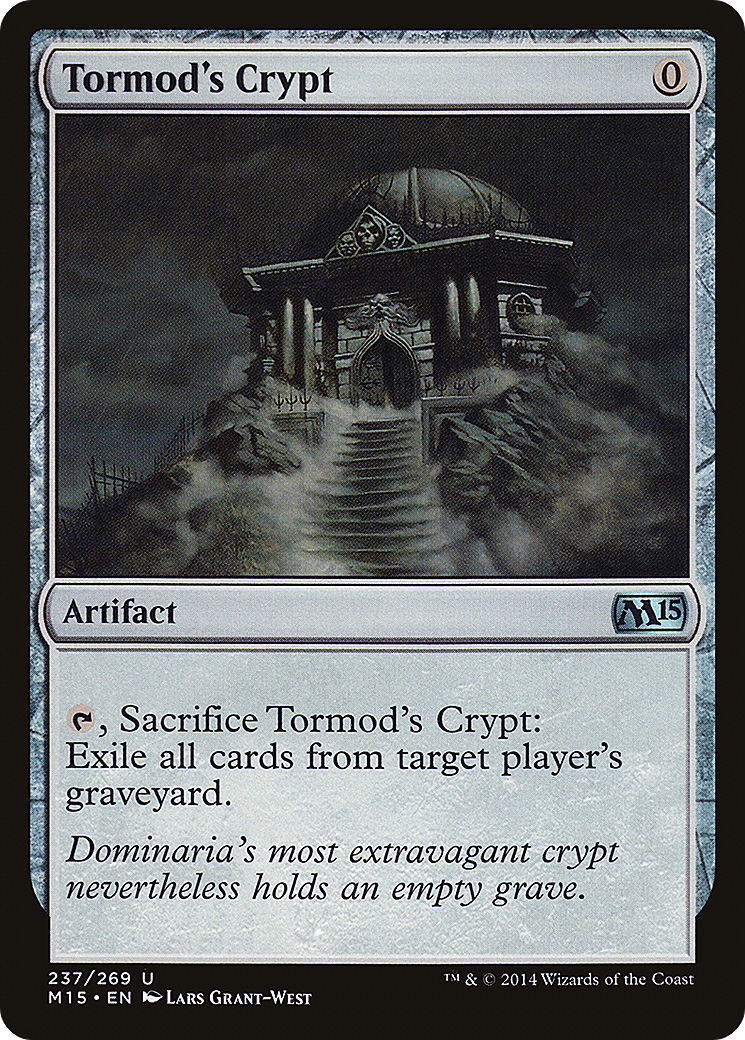 Tormod's Crypt 0
Artifact M15
, Sacrifice Tormod's Crypt:
Exile all cards from target player's
graveyard.
Dominaria's most extravagant crypt
nevertheless holds an empty grave.
237/269 U ™ & © 2014 Wizards of the Coast
M15 • EN Lars Grant-West